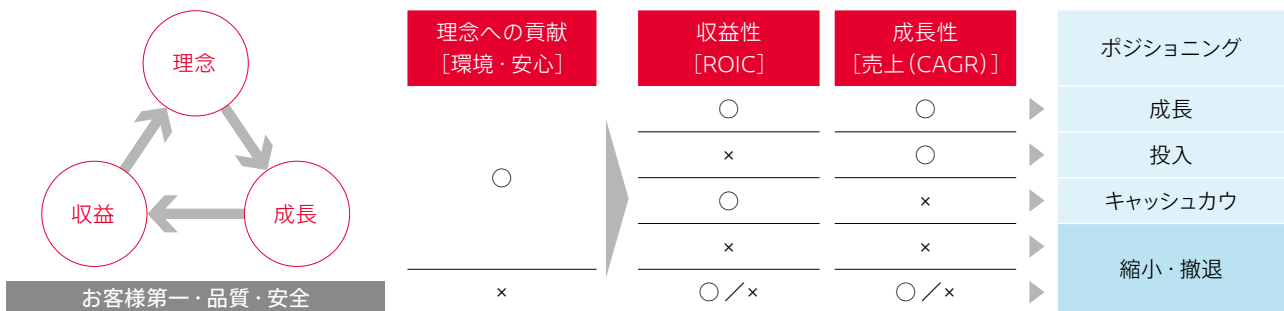 理念
収益
成長
お客様第一・品質・安全
理念への貢献
[環境・安心]
収益性
[ROIC]
成長性
[売上(CAGR)]
ポジショニング
○
○
○
成長
×
○
投入
○
×
キャッシュカウ
×
×
縮小・撤退
×
○/×
○/×